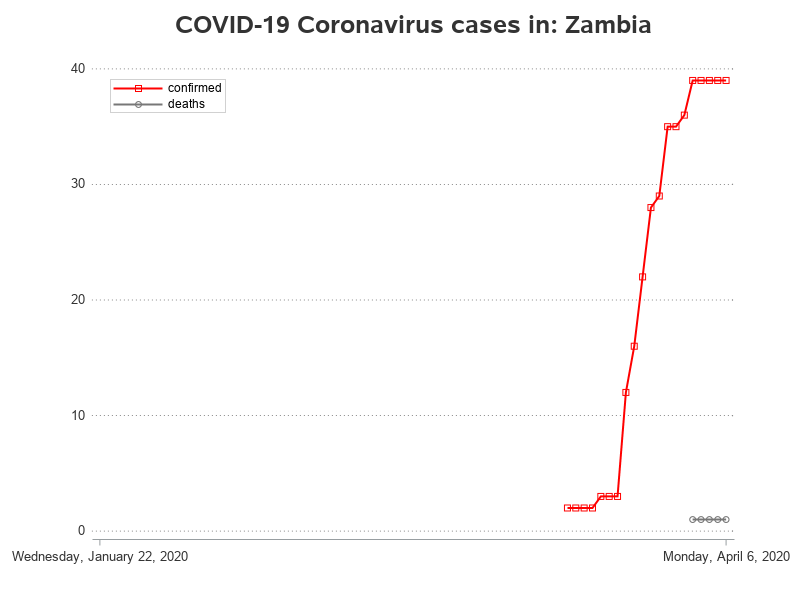 COVID-19 Coronavirus cases in: Zambia
40
confirmed
deaths
30
20
10
0
Wednesday, January 22, 2020
Monday, April 6, 2020